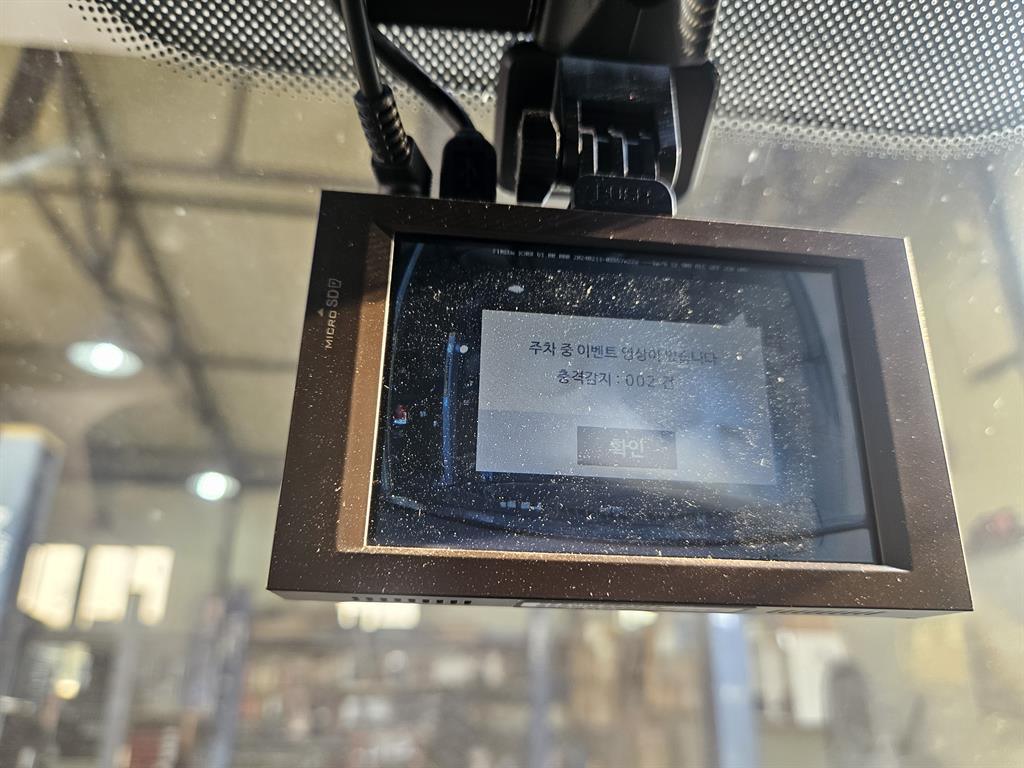 PUSH
MICRO SD
주차 중 이벤트 영상이 있습니다
충격감지 : 002 건
확인